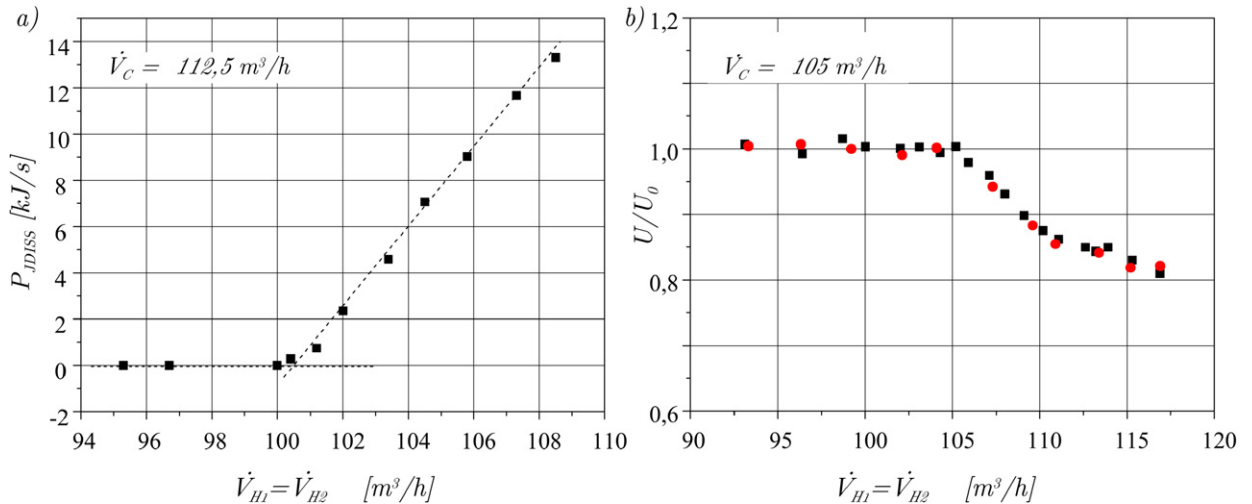 a)
V̇_C = 112,5 m³/h
P_JDISS [kJ/s]
14
12
10
8
6
4
2
0
-2
94 96 98 100 102 104 106 108 110
V̇_H1=V̇_H2 [m³/h]
b)
V̇_C = 105 m³/h
U/U_0
1,2
1,0
0,8
0,6
90 95 100 105 110 115 120
V̇_H1=V̇_H2 [m³/h]